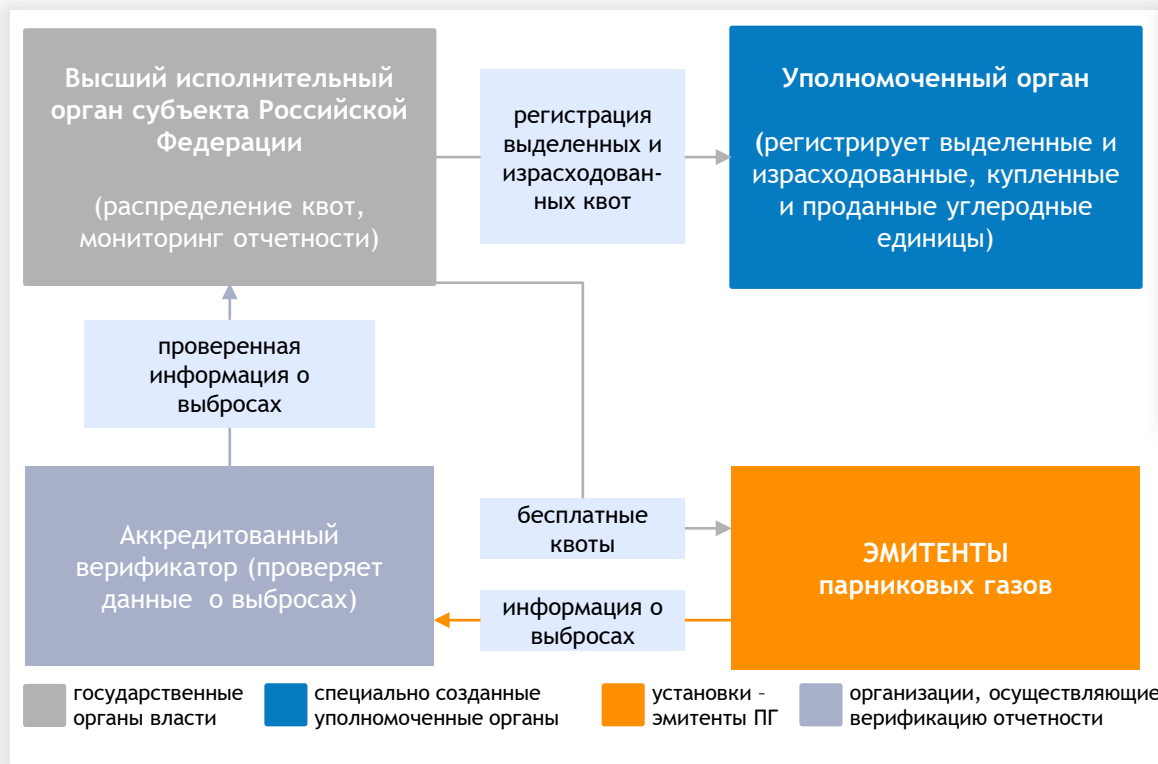 Высший исполнительный
орган субъекта Российской
Федерации
(распределение квот,
мониторинг отчетности)
регистрация
выделенных и
израсходован-
ных квот
Уполномоченный орган
(регистрирует выделенные и
израсходованные, купленные
и проданные углеродные
единицы)
проверенная
информация о
выбросах
Аккредитованный
верификатор (проверяет
данные о выбросах)
бесплатные
квоты
информация о
выбросах
ЭМИТЕНТЫ
парниковых газов
государственные
органы власти
специально созданные
уполномоченные органы
установки -
эмитенты ПГ
организации, осуществляющие
верификацию отчетности